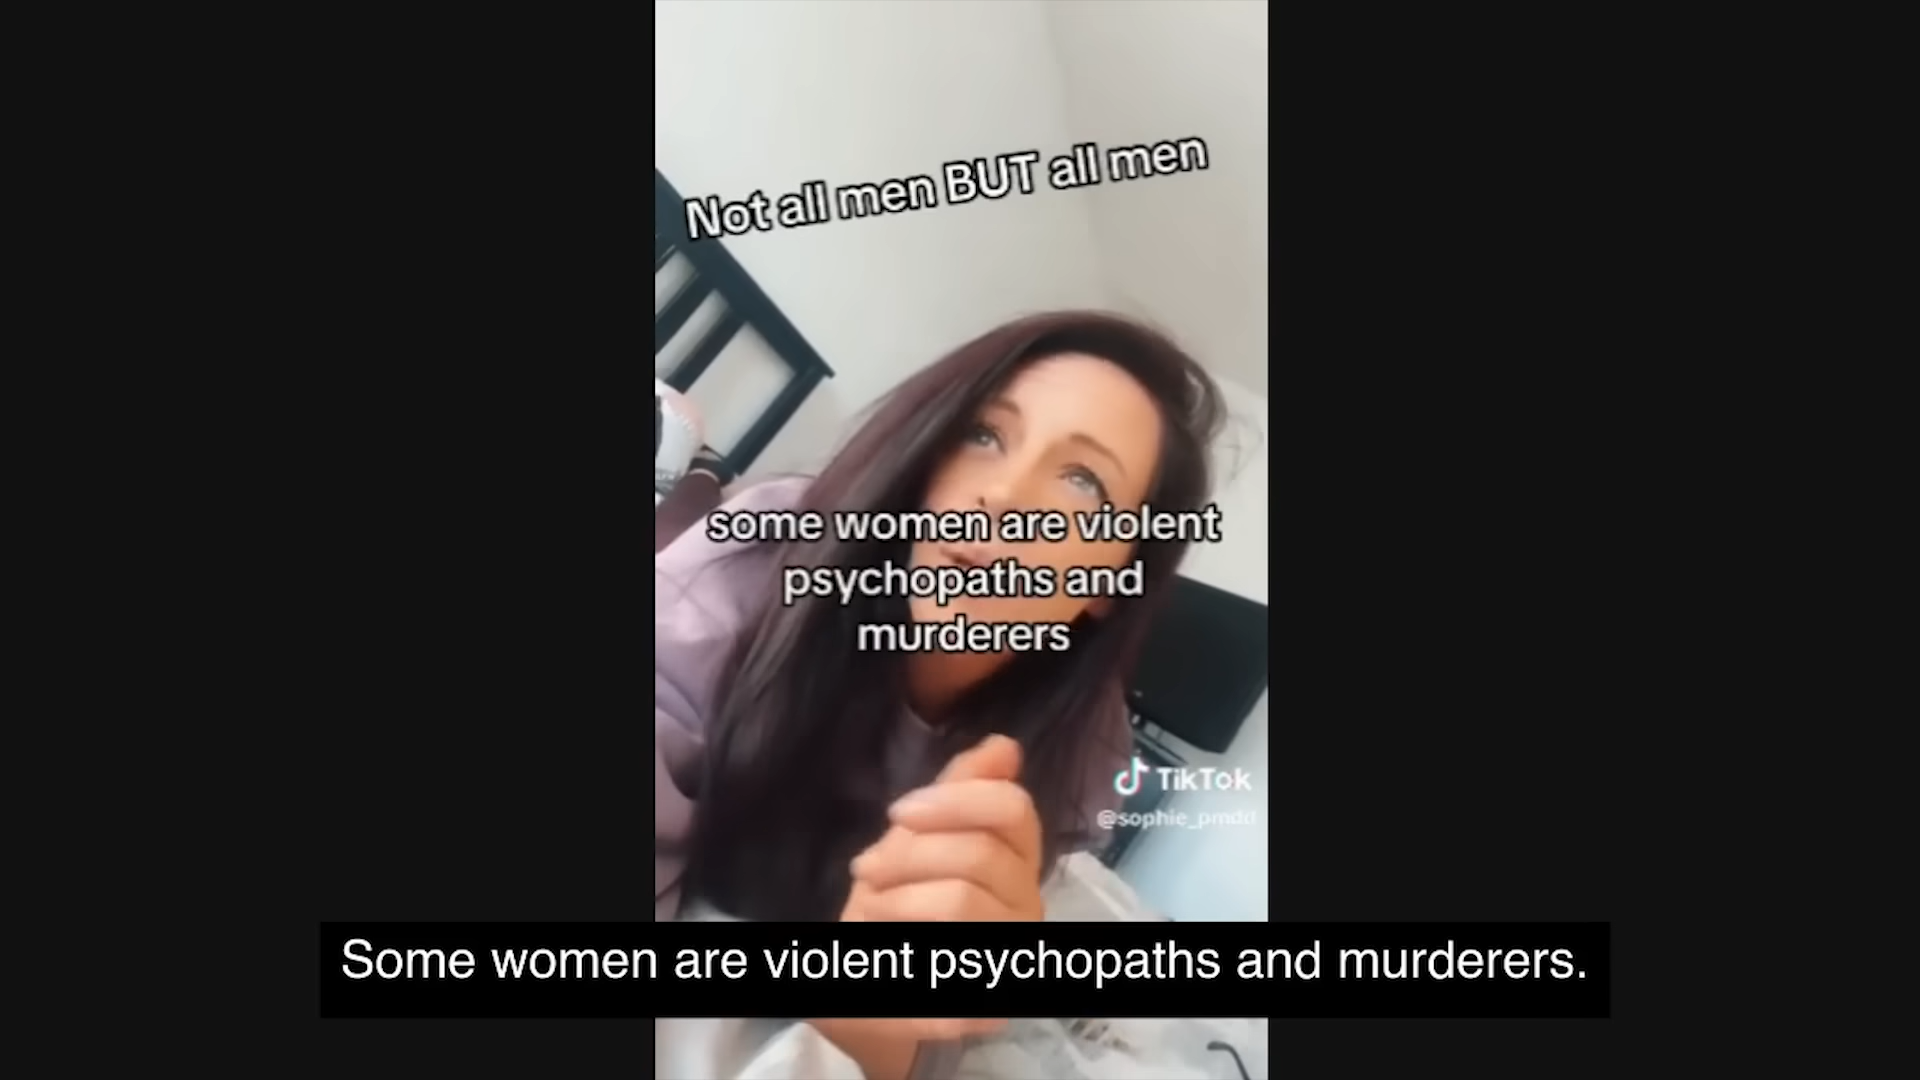 Not all men BUT all men
some women are violent
psychopaths and
murderers
TikTok
@sophie_pmdd
Some women are violent psychopaths and murderers.